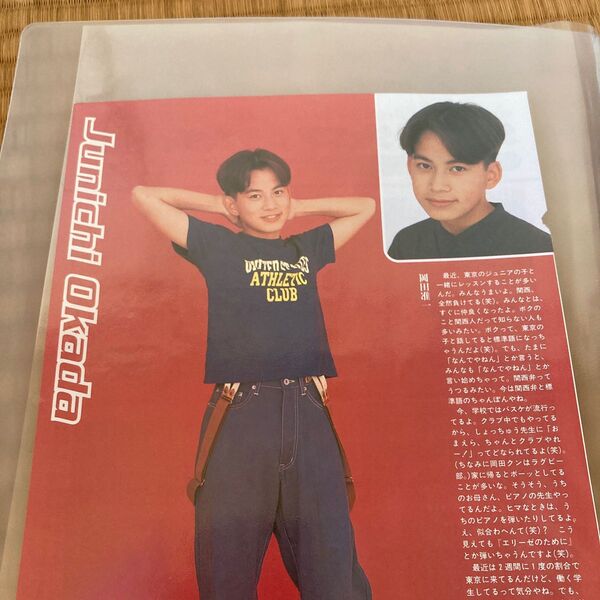 Junichi Okada
UNITED
ATHLETIC
CLUB
岡田准一
最近、東京のジュニアの子と
一緒にレッスンすることが多い
んだ。みんなうまいよ。関西、
全然負けてる(笑)。みんなとは、
すぐに仲良くなったよ。ボクの
こと関西人だって知らない人も
多いみたい。ボクって、東京の
子と話してると標準語になっち
ゃうんだよ(笑)。でも、たまに
「なんでやねん」とか言うと、
みんなも「なんでやねん」とか
言い始めちゃって。関西弁って
うつるみたい。今は関西弁と標
準語のちゃんぽんやね。
今、学校ではバスケが流行っ
てるよ。クラブ中でもやってる
から、しょっちゅう先生に「お
まえら、ちゃんとクラブやれ
ー!」ってどなられてるよ(笑)。
(ちなみに岡田クンはラグビー
部。)家に帰るとボーッとしてる
ことが多いな。そうそう、うち
のお母さん、ピアノの先生やっ
てるんだよ。ヒマなときは、う
ちのピアノを弾いたりしてるよ。
え、似合わへんて(笑)? こう
見えても「エリーゼのために」
とか弾いちゃうんですよ(笑)。
最近は2週間に1度の割合で
東京に来てるんだけど、働く学
生してるって気分やね。でも、